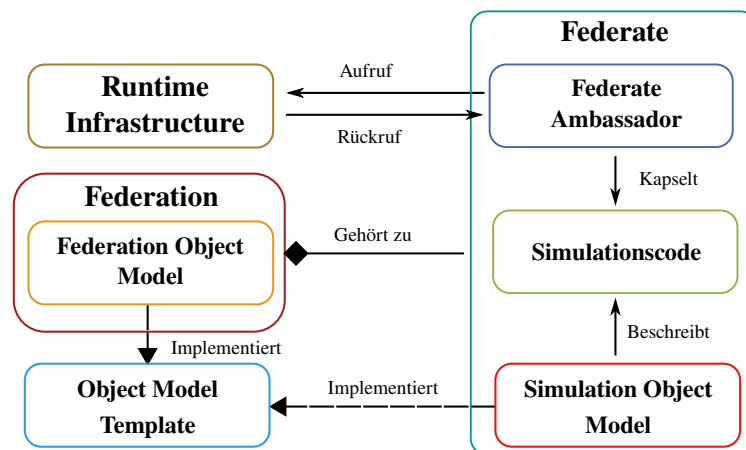 Federate
Runtime
Infrastructure
Aufruf
Rückruf
Federate
Ambassador
Kapselt
Federation
Federation Object
Model
Gehört zu
Simulationscode
Implementiert
Beschreibt
Object Model
Template
Implementiert
Simulation Object
Model